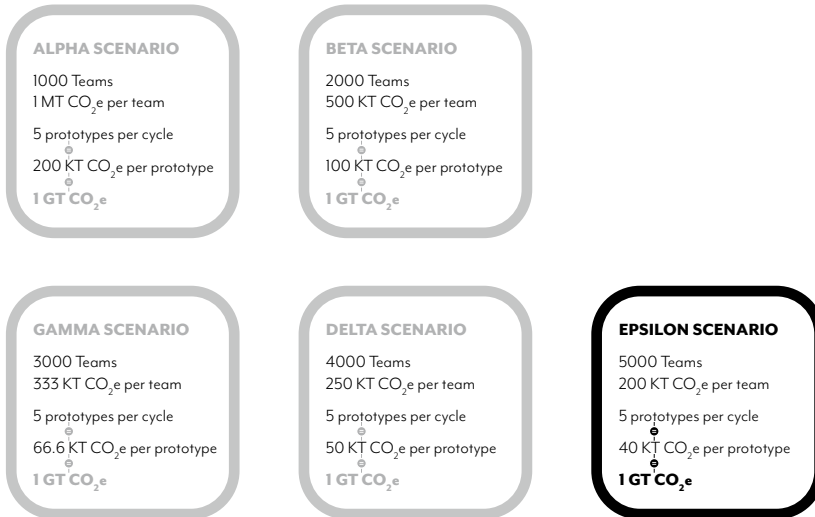 ALPHA SCENARIO
1000 Teams
1 MT CO₂e per team
5 prototypes per cycle
=
200 KT CO₂e per prototype
=
1 GT CO₂e
BETA SCENARIO
2000 Teams
500 KT CO₂e per team
5 prototypes per cycle
=
100 KT CO₂e per prototype
=
1 GT CO₂e
GAMMA SCENARIO
3000 Teams
333 KT CO₂e per team
5 prototypes per cycle
=
66.6 KT CO₂e per prototype
=
1 GT CO₂e
DELTA SCENARIO
4000 Teams
250 KT CO₂e per team
5 prototypes per cycle
=
50 KT CO₂e per prototype
=
1 GT CO₂e
EPSILON SCENARIO
5000 Teams
200 KT CO₂e per team
5 prototypes per cycle
=
40 KT CO₂e per prototype
=
1 GT CO₂e